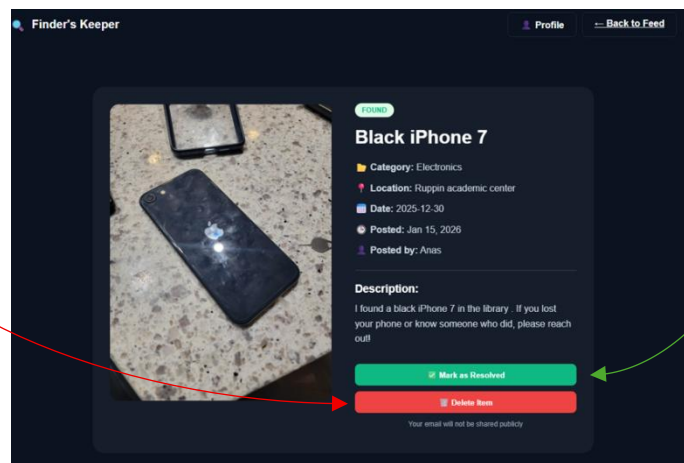 Finder's Keeper
Profile
← Back to Feed
FOUND
Black iPhone 7
Category: Electronics
Location: Ruppin academic center
Date: 2025-12-30
Posted: Jan 15, 2026
Posted by: Anas
Description:
I found a black iPhone 7 in the library . If you lost
your phone or know someone who did, please reach
out!
Mark as Resolved
Delete Item
Your email will not be shared publicly